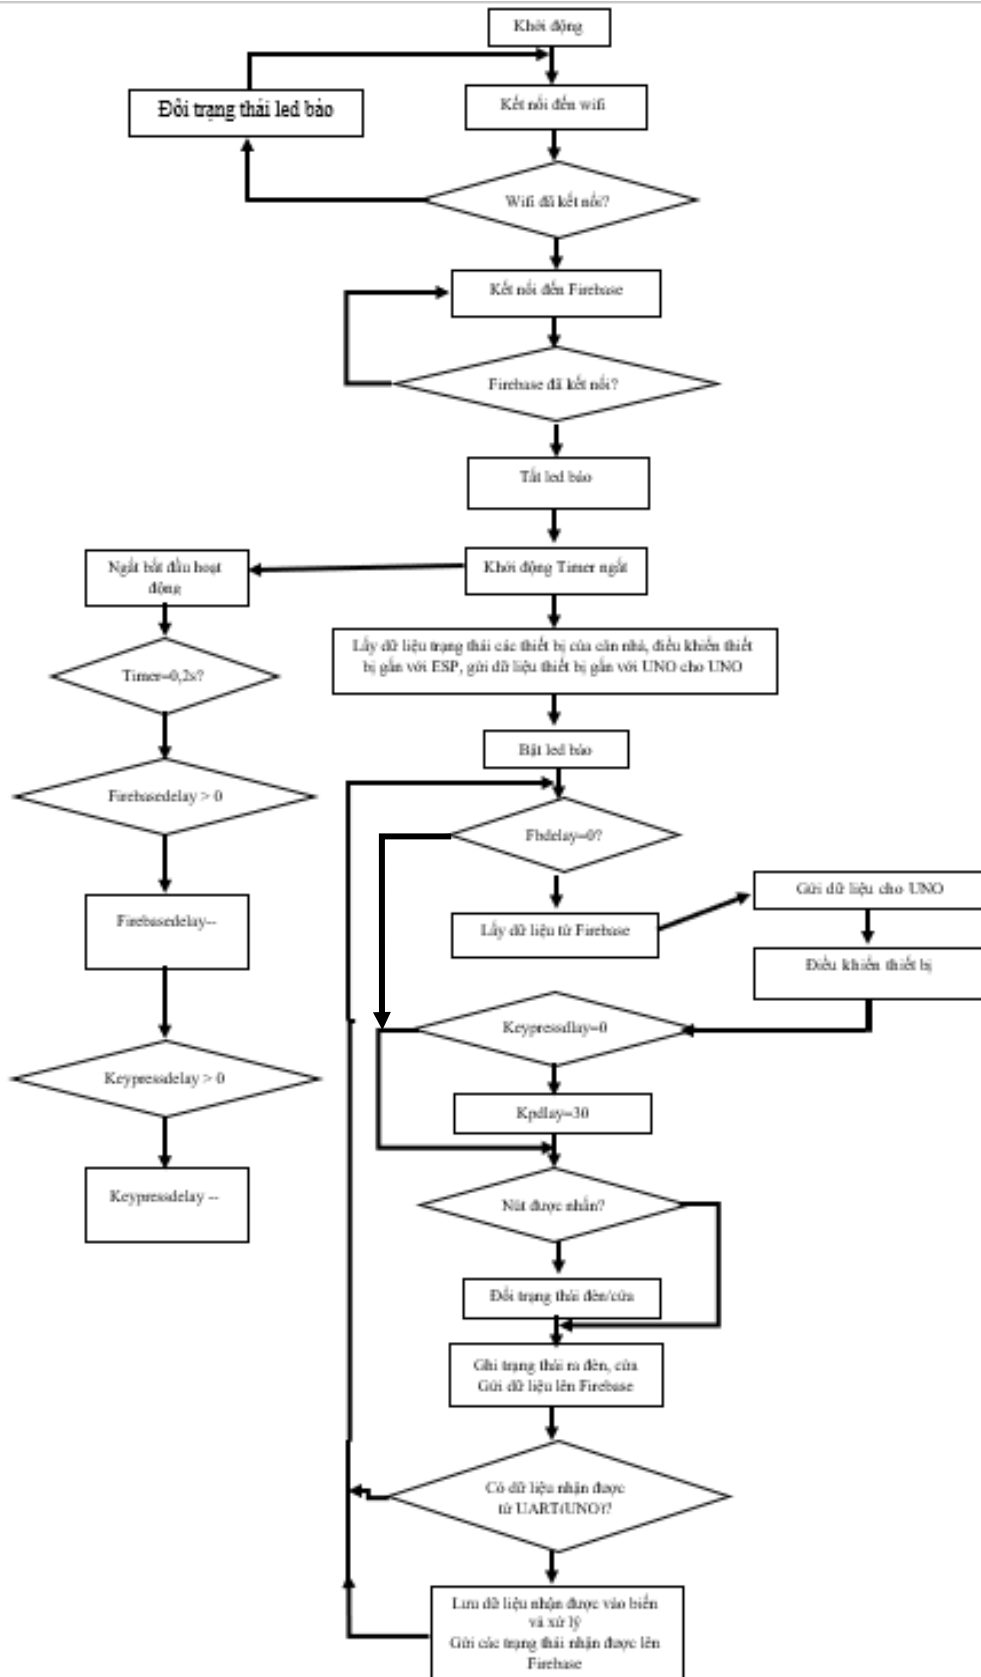 Khởi động
Đổi trạng thái led báo
Kết nối đến wifi
Wifi đã kết nối?
Kết nối đến Firebase
Firebase đã kết nối?
Tắt led báo
Khởi động Timer ngắt
Ngắt bắt đầu hoạt
động
Timer=0,2s?
Firebasedelay > 0
Firebasedelay--
Keypressdelay > 0
Keypressdelay --
Lấy dữ liệu trạng thái các thiết bị của căn nhà, điều khiển thiết
bị gắn với ESP, gửi dữ liệu thiết bị gắn với UNO cho UNO
Bật led báo
Fbdelay=0?
Lấy dữ liệu từ Firebase
Gửi dữ liệu cho UNO
Điều khiển thiết bị
Keypressdlay=0
Kpdlay=30
Nút được nhấn?
Đổi trạng thái đèn/cửa
Ghi trạng thái ra đèn, cửa
Gửi dữ liệu lên Firebase
Có dữ liệu nhận được
từ UART(UNO)?
Lưu dữ liệu nhận được vào biến
và xử lý
Gửi các trạng thái nhận được lên
Firebase